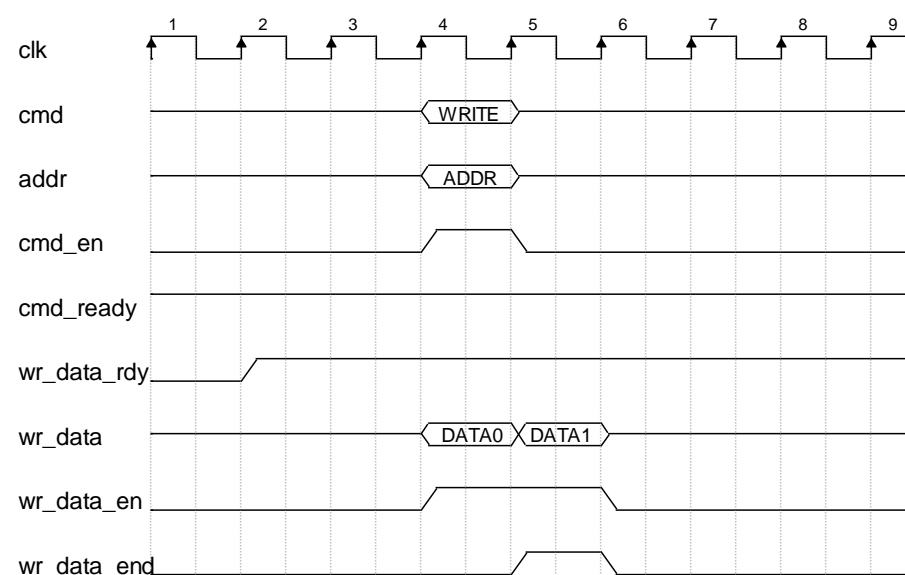 1 2 3 4 5 6 7 8 9
clk
cmd WRITE
addr ADDR
cmd_en
cmd_ready
wr_data_rdy
wr_data DATA0 DATA1
wr_data_en
wr_data_end